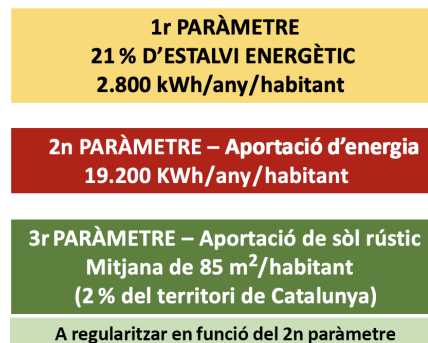 1r PARÀMETRE
21 % D’ESTALVI ENERGÈTIC
2.800 kWh/any/habitant
2n PARÀMETRE – Aportació d’energia
19.200 KWh/any/habitant
3r PARÀMETRE – Aportació de sòl rústic
Mitjana de 85 m²/habitant
(2 % del territori de Catalunya)
A regularitzar en funció del 2n paràmetre